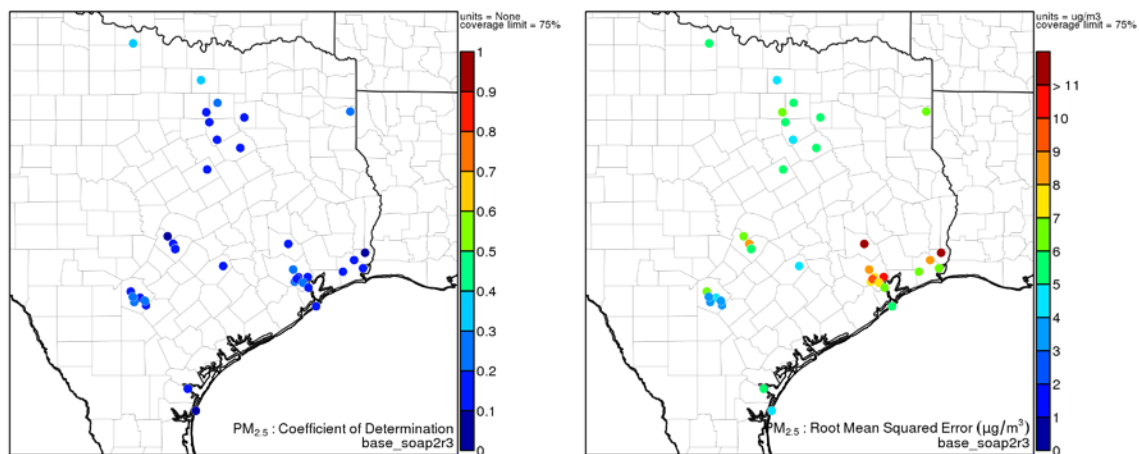 units = None
coverage limit = 75%
1
0.9
0.8
0.7
0.6
0.5
0.4
0.3
0.2
0.1
0
PM2.5 : Coefficient of Determination
base_soap2r3
units = ug/m3
coverage limit = 75%
> 11
10
9
8
7
6
5
4
3
2
1
0
PM2.5 : Root Mean Squared Error (μg/m³)
base_soap2r3